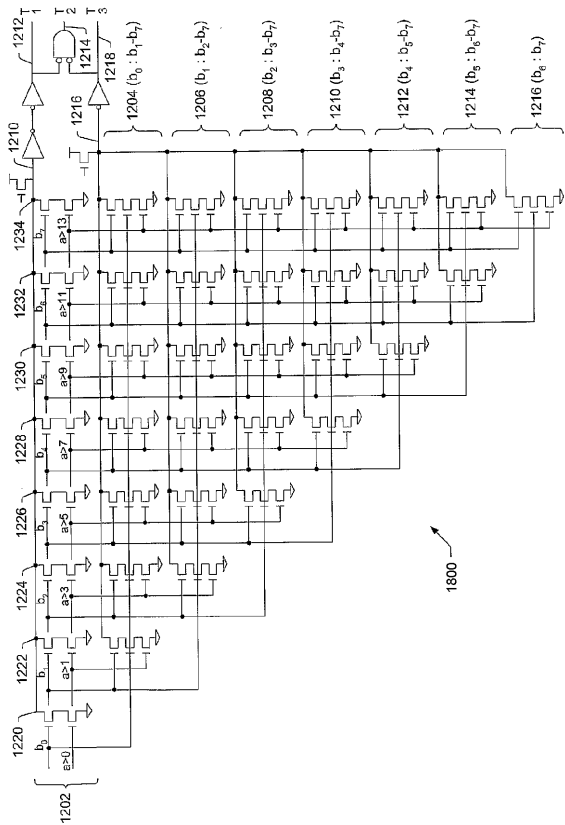 1212
T
1
T
2
T
3
1214
1218
1210
1216
1234
1232
1230
1228
1226
1224
1222
1220
b₀
b₁
b₂
b₃
b₄
b₅
b₆
b₇
a>0
a>1
a>3
a>5
a>7
a>9
a>11
a>13
1202
1204 (b₀ : b₁-b₇)
1206 (b₁ : b₂-b₇)
1208 (b₂ : b₃-b₇)
1210 (b₃ : b₄-b₇)
1212 (b₄ : b₅-b₇)
1214 (b₅ : b₆-b₇)
1216 (b₆ : b₇)
1800